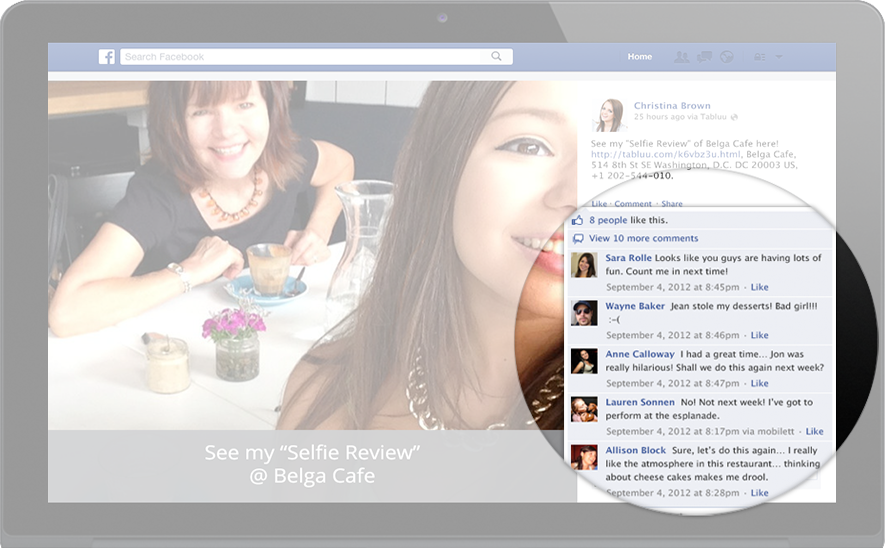 f
Search Facebook
Home
Christina Brown
25 hours ago via Tabluu
See my "Selfie Review" of Belga Cafe here!
http://tabluu.com/k6vbz3u.html, Belga Cafe,
514 8th St SE Washington, D.C. DC 20003 US,
+1 202-544-010.
Like · Comment · Share
8 people like this.
View 10 more comments
Sara Rolle Looks like you guys are having lots of
fun. Count me in next time!
September 4, 2012 at 8:45pm · Like
Wayne Baker Jean stole my desserts! Bad girl!!!!
:-(
September 4, 2012 at 8:46pm · Like
Anne Calloway I had a great time... Jon was
really hilarious! Shall we do this again next week?
September 4, 2012 at 8:47pm · Like
Lauren Sonnen No! Not next week! I've got to
perform at the esplanade.
September 4, 2012 at 8:17pm via mobilett · Like
Allison Block Sure, let's do this again... I really
like the atmosphere in this restaurant... thinking
about cheese cakes makes me drool.
September 4, 2012 at 8:28pm · Like
See my “Selfie Review”
@ Belga Cafe